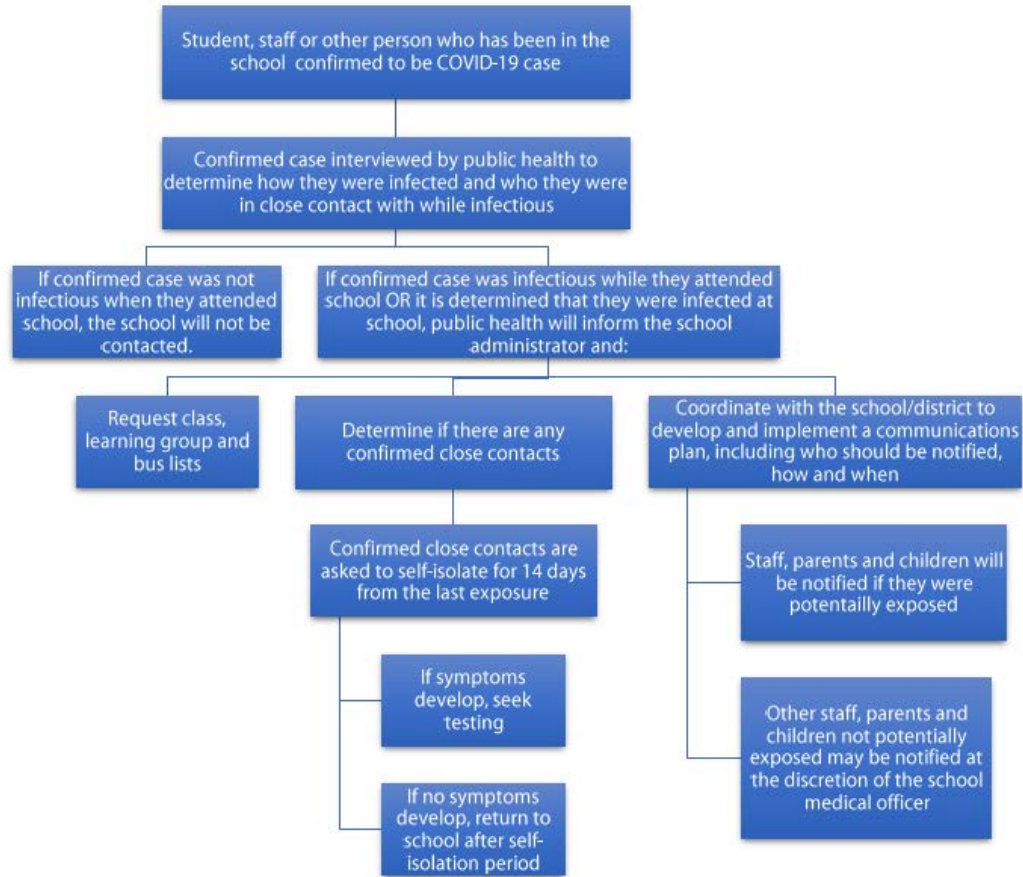 Student, staff or other person who has been in the
school confirmed to be COVID-19 case
Confirmed case interviewed by public health to
determine how they were infected and who they were
in close contact with while infectious
If confirmed case was not
infectious when they attended
school, the school will not be
contacted.
If confirmed case was infectious while they attended
school OR it is determined that they were infected at
school, public health will inform the school
administrator and:
Request class,
learning group and
bus lists
Determine if there are any
confirmed close contacts
Confirmed close contacts are
asked to self-isolate for 14 days
from the last exposure
If symptoms
develop, seek
testing
If no symptoms
develop, return to
school after self-
isolation period
Coordinate with the school/district to
develop and implement a communications
plan, including who should be notified,
how and when
Staff, parents and children will
be notified if they were
potentailly exposed
Other staff, parents and
children not potentially
exposed may be notified at
the discretion of the school
medical officer